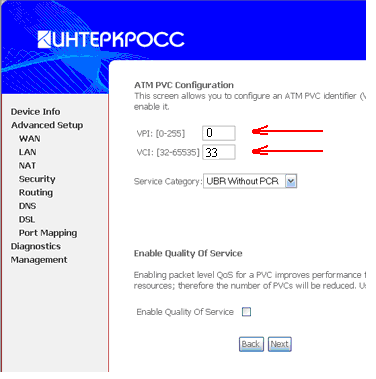 ИНТЕРКРОСС
ATM PVC Configuration
This screen allows you to configure an ATM PVC identifier (V
enable it.
Device Info
Advanced Setup
WAN
LAN
NAT
Security
Routing
DNS
DSL
Port Mapping
Diagnostics
Management
VPI: [0-255] 0
VCI: [32-65535] 33
Service Category: UBR Without PCR
Enable Quality Of Service
Enabling packet level QoS for a PVC improves performance f
resources; therefore the number of PVCs will be reduced. Us
Enable Quality Of Service
Back Next